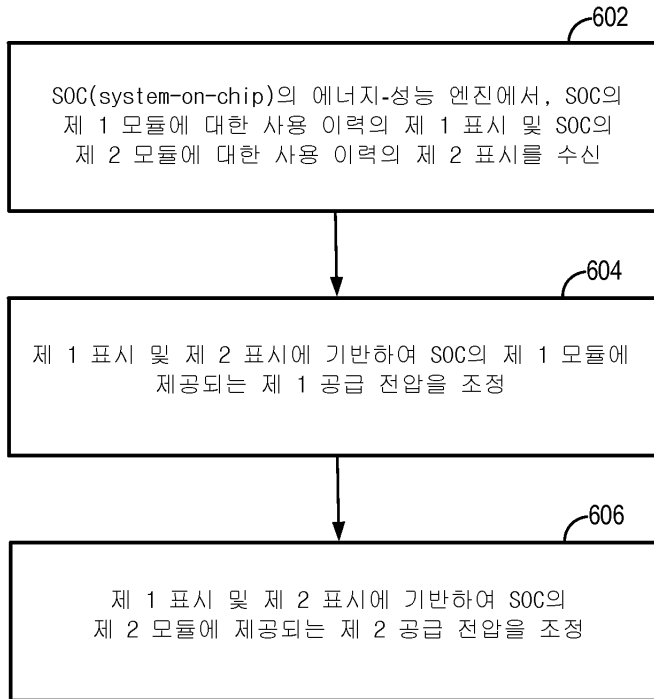 602
SOC(system-on-chip)의 에너지-성능 엔진에서, SOC의
제 1 모듈에 대한 사용 이력의 제 1 표시 및 SOC의
제 2 모듈에 대한 사용 이력의 제 2 표시를 수신
604
제 1 표시 및 제 2 표시에 기반하여 SOC의 제 1 모듈에
제공되는 제 1 공급 전압을 조정
606
제 1 표시 및 제 2 표시에 기반하여 SOC의
제 2 모듈에 제공되는 제 2 공급 전압을 조정